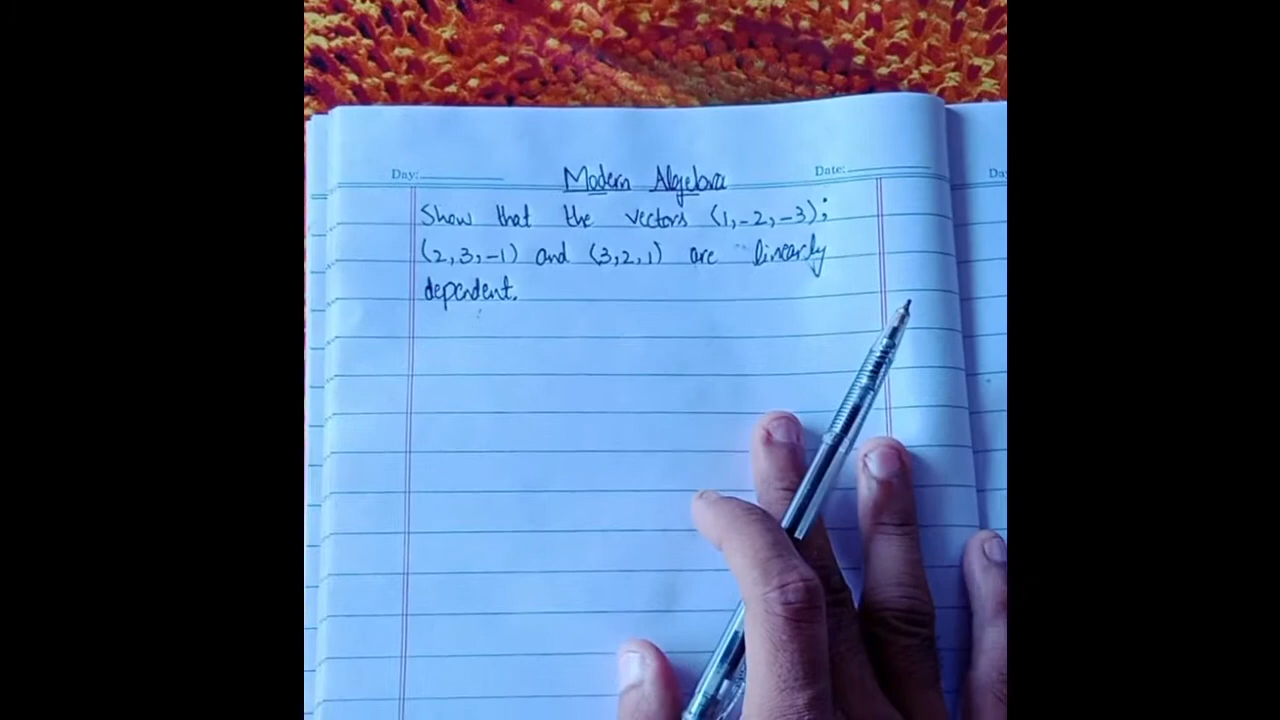 Day:
Modern Algebra
Date:
Show that the vectors (1,-2,-3);
(2,3,-1) and (3,2,1) are linearly
dependent.
Da